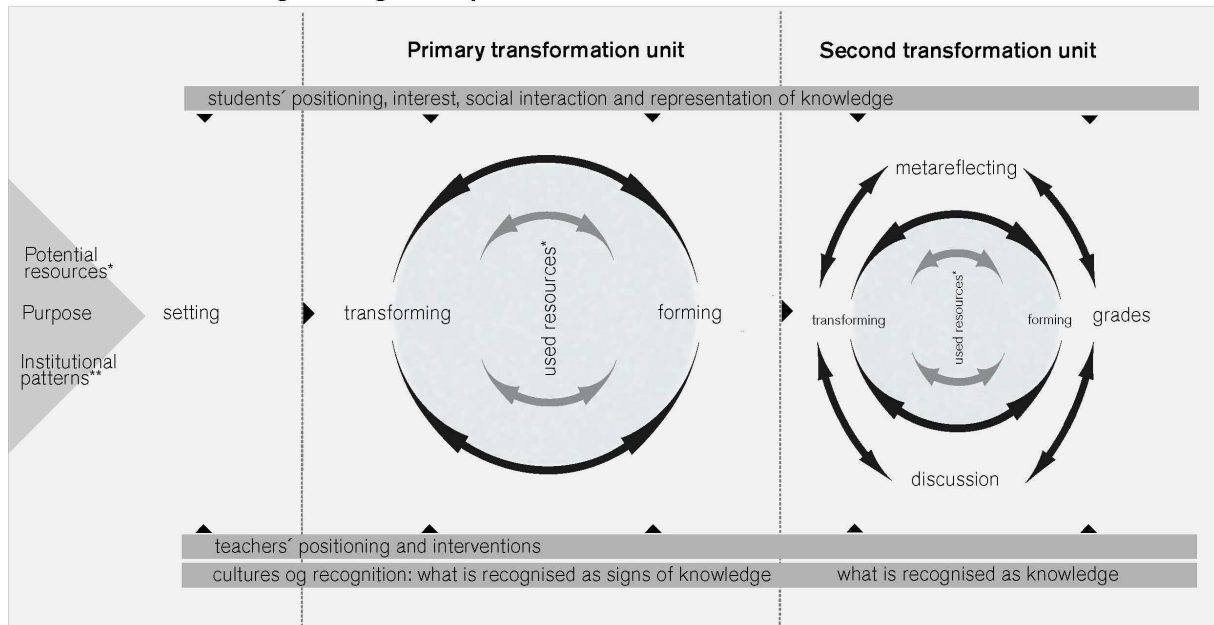 Primary transformation unit
Second transformation unit
students´ positioning, interest, social interaction and representation of knowledge
Potential
resources*
Purpose
Institutional
patterns**
setting
transforming
used resources*
forming
metareflecting
transforming
used resources*
forming
grades
discussion
teachers´ positioning and interventions
cultures og recognition: what is recognised as signs of knowledge
what is recognised as knowledge